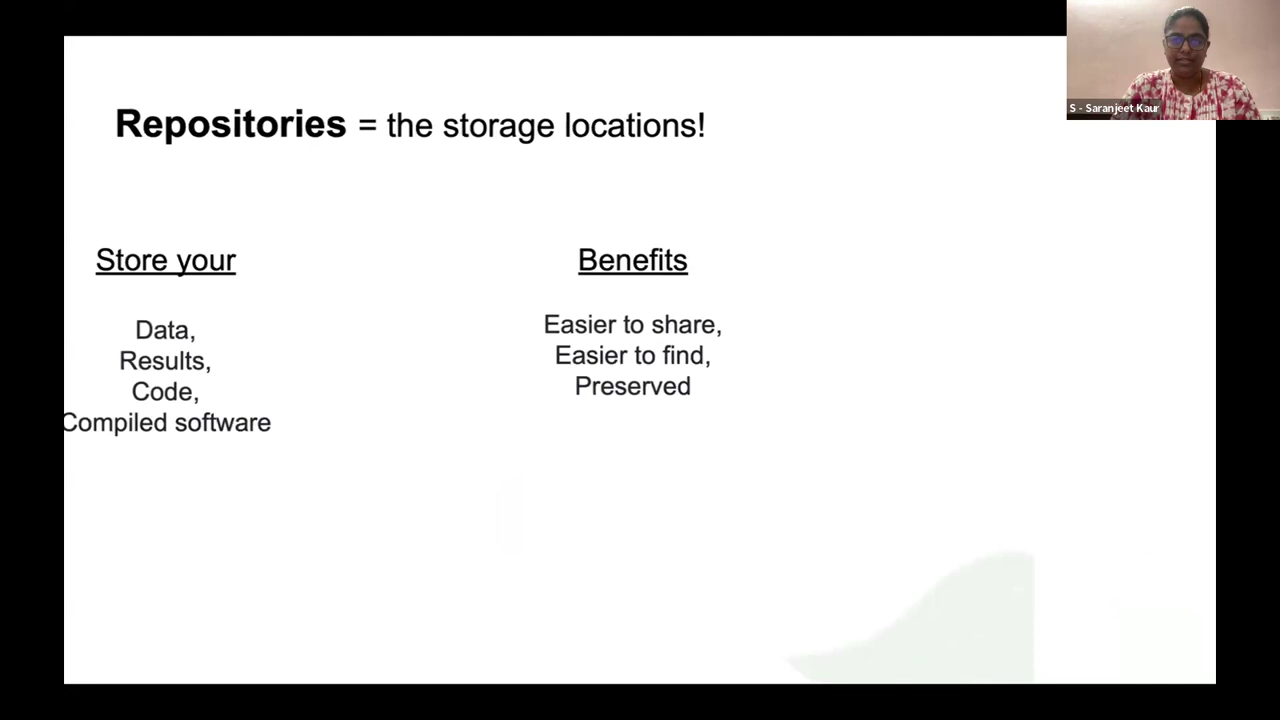 Repositories = the storage locations!
S - Saranjeet Kaur
Store your
Data,
Results,
Code,
Compiled software
Benefits
Easier to share,
Easier to find,
Preserved